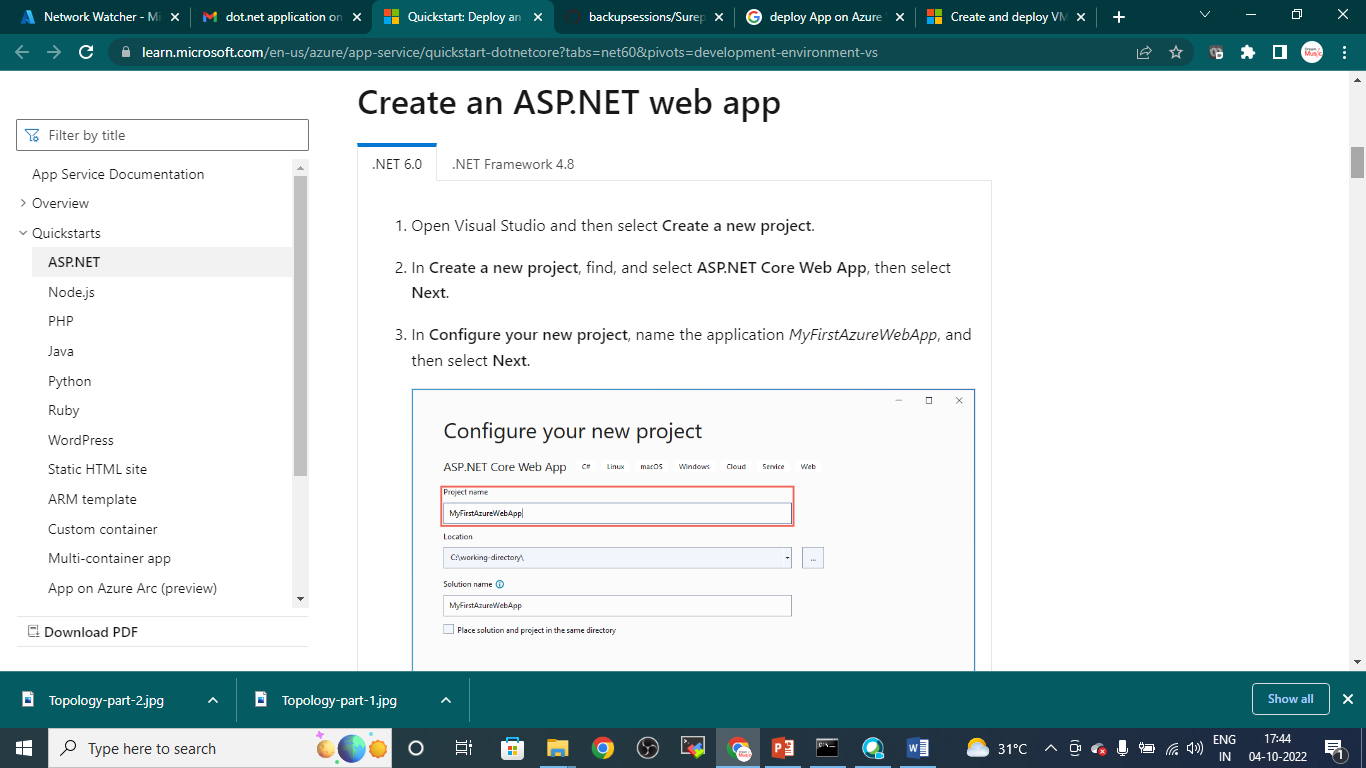 Network Watcher - Mi
dot.net application on
Quickstart: Deploy an
backupsessions/Surep
deploy App on Azure
Create and deploy VM
learn.microsoft.com/en-us/azure/app-service/quickstart-dotnetcore?tabs=net60&pivots=development-environment-vs
Filter by title
App Service Documentation
Overview
Quickstarts
ASP.NET
Node.js
PHP
Java
Python
Ruby
WordPress
Static HTML site
ARM template
Custom container
Multi-container app
App on Azure Arc (preview)
Download PDF
Create an ASP.NET web app
.NET 6.0
.NET Framework 4.8
1. Open Visual Studio and then select Create a new project.
2. In Create a new project, find, and select ASP.NET Core Web App, then select
Next.
3. In Configure your new project, name the application MyFirstAzureWebApp, and
then select Next.
Configure your new project
ASP.NET Core Web App C# Linux macOS Windows Cloud Service Web
Project name
MyFirstAzureWebApp
Location
C:\working-directory\
...
Solution name
MyFirstAzureWebApp
Place solution and project in the same directory
Topology-part-2.jpg
Topology-part-1.jpg
Show all
Type here to search
31°C
ENG
IN
17:44
04-10-2022
1